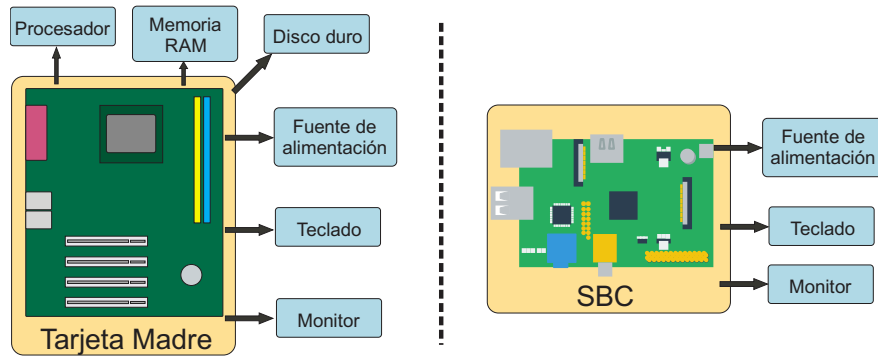 Procesador
Memoria
RAM
Disco duro
Fuente de
alimentación
Teclado
Monitor
Tarjeta Madre
Fuente de
alimentación
Teclado
Monitor
SBC